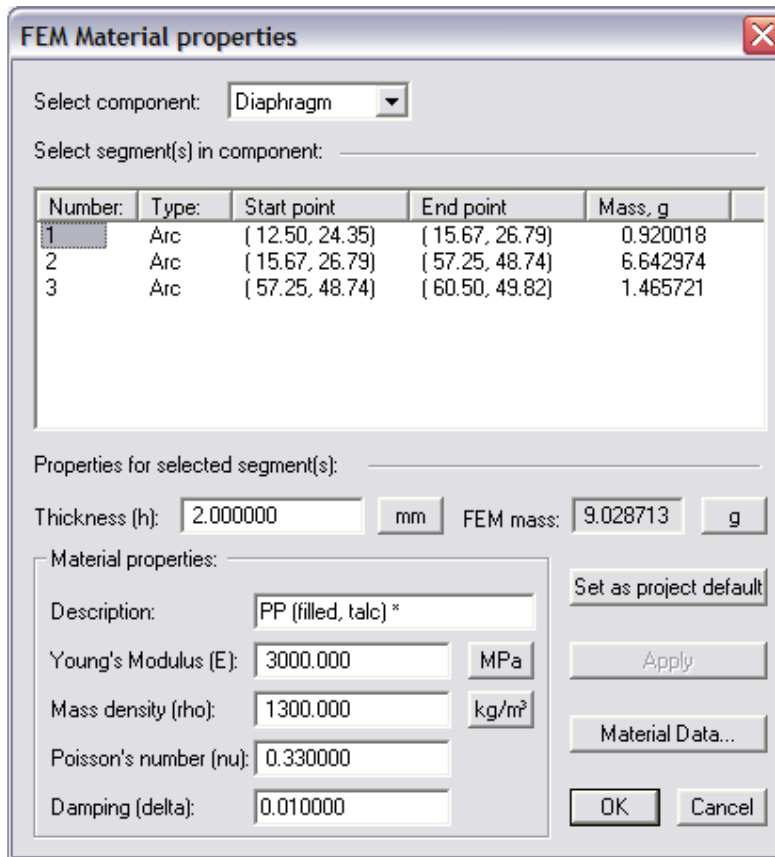 FEM Material properties
Select component: Diaphragm
Select segment(s) in component:
Number: Type: Start point End point Mass, g
1 Arc ( 12.50, 24.35) ( 15.67, 26.79) 0.920018
2 Arc ( 15.67, 26.79) ( 57.25, 48.74) 6.642974
3 Arc ( 57.25, 48.74) ( 60.50, 49.82) 1.465721
Properties for selected segment(s):
Thickness (h): 2.000000 mm FEM mass: 9.028713 g
Material properties:
Description: PP (filled, talc) *
Young's Modulus (E): 3000.000 MPa
Mass density (rho): 1300.000 kg/m³
Poisson's number (nu): 0.330000
Damping (delta): 0.010000
Set as project default
Apply
Material Data...
OK Cancel